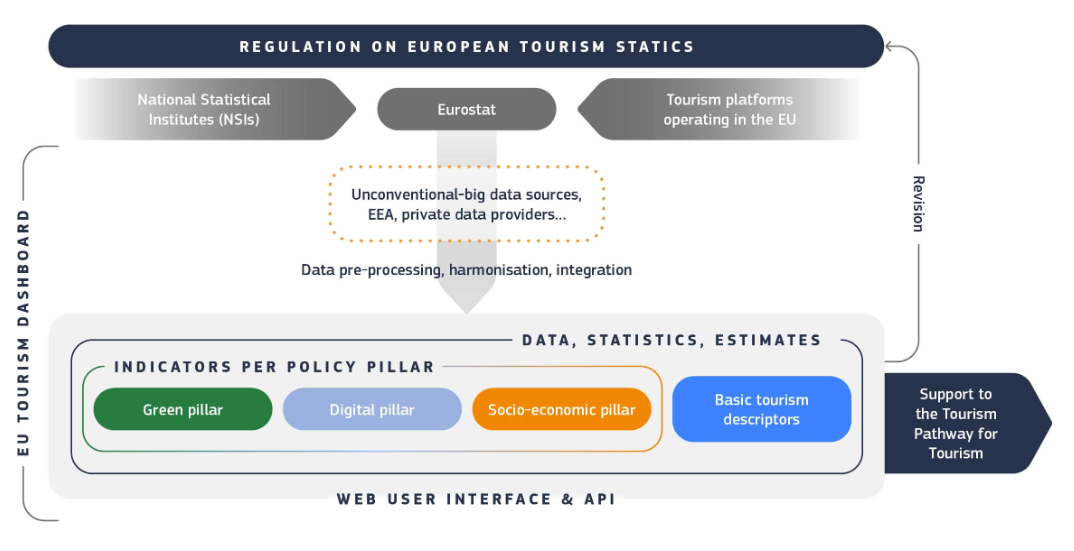 REGULATION ON EUROPEAN TOURISM STATICS
National Statistical
Institutes (NSIs)
Eurostat
Tourism platforms
operating in the EU
Unconventional-big data sources,
EEA, private data providers...
Revision
Data pre-processing, harmonisation, integration
EU TOURISM DASHBOARD
DATA, STATISTICS, ESTIMATES
INDICATORS PER POLICY PILLAR
Green pillar
Digital pillar
Socio-economic pillar
Basic tourism
descriptors
Support to
the Tourism
Pathway for
Tourism
WEB USER INTERFACE & API